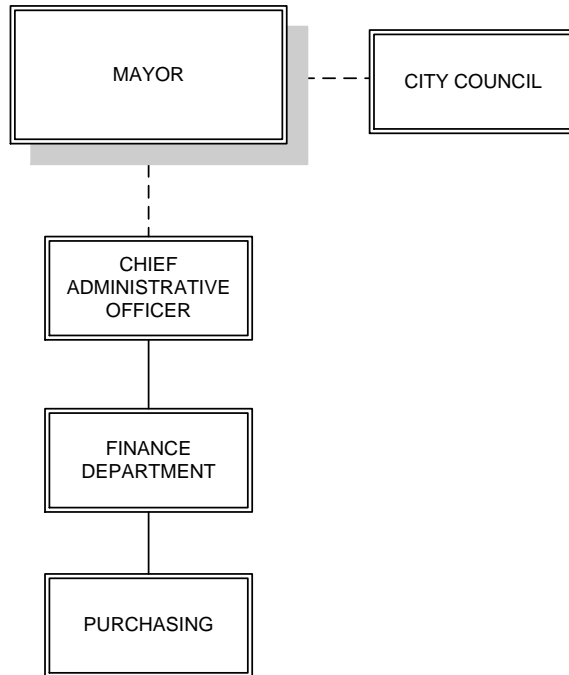 MAYOR
CITY COUNCIL
CHIEF
ADMINISTRATIVE
OFFICER
FINANCE
DEPARTMENT
PURCHASING